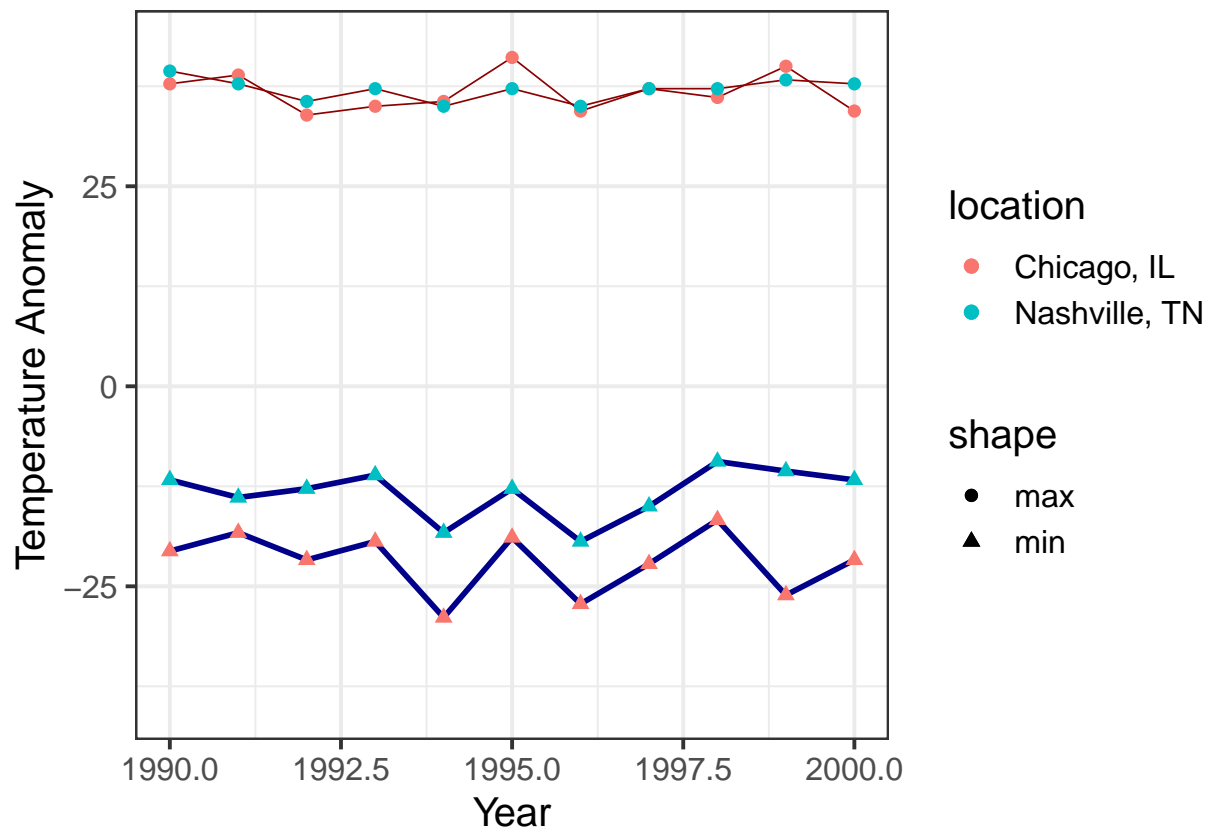 Temperature Anomaly
25
0
−25
1990.0 1992.5 1995.0 1997.5 2000.0
Year
location
Chicago, IL
Nashville, TN
shape
max
min